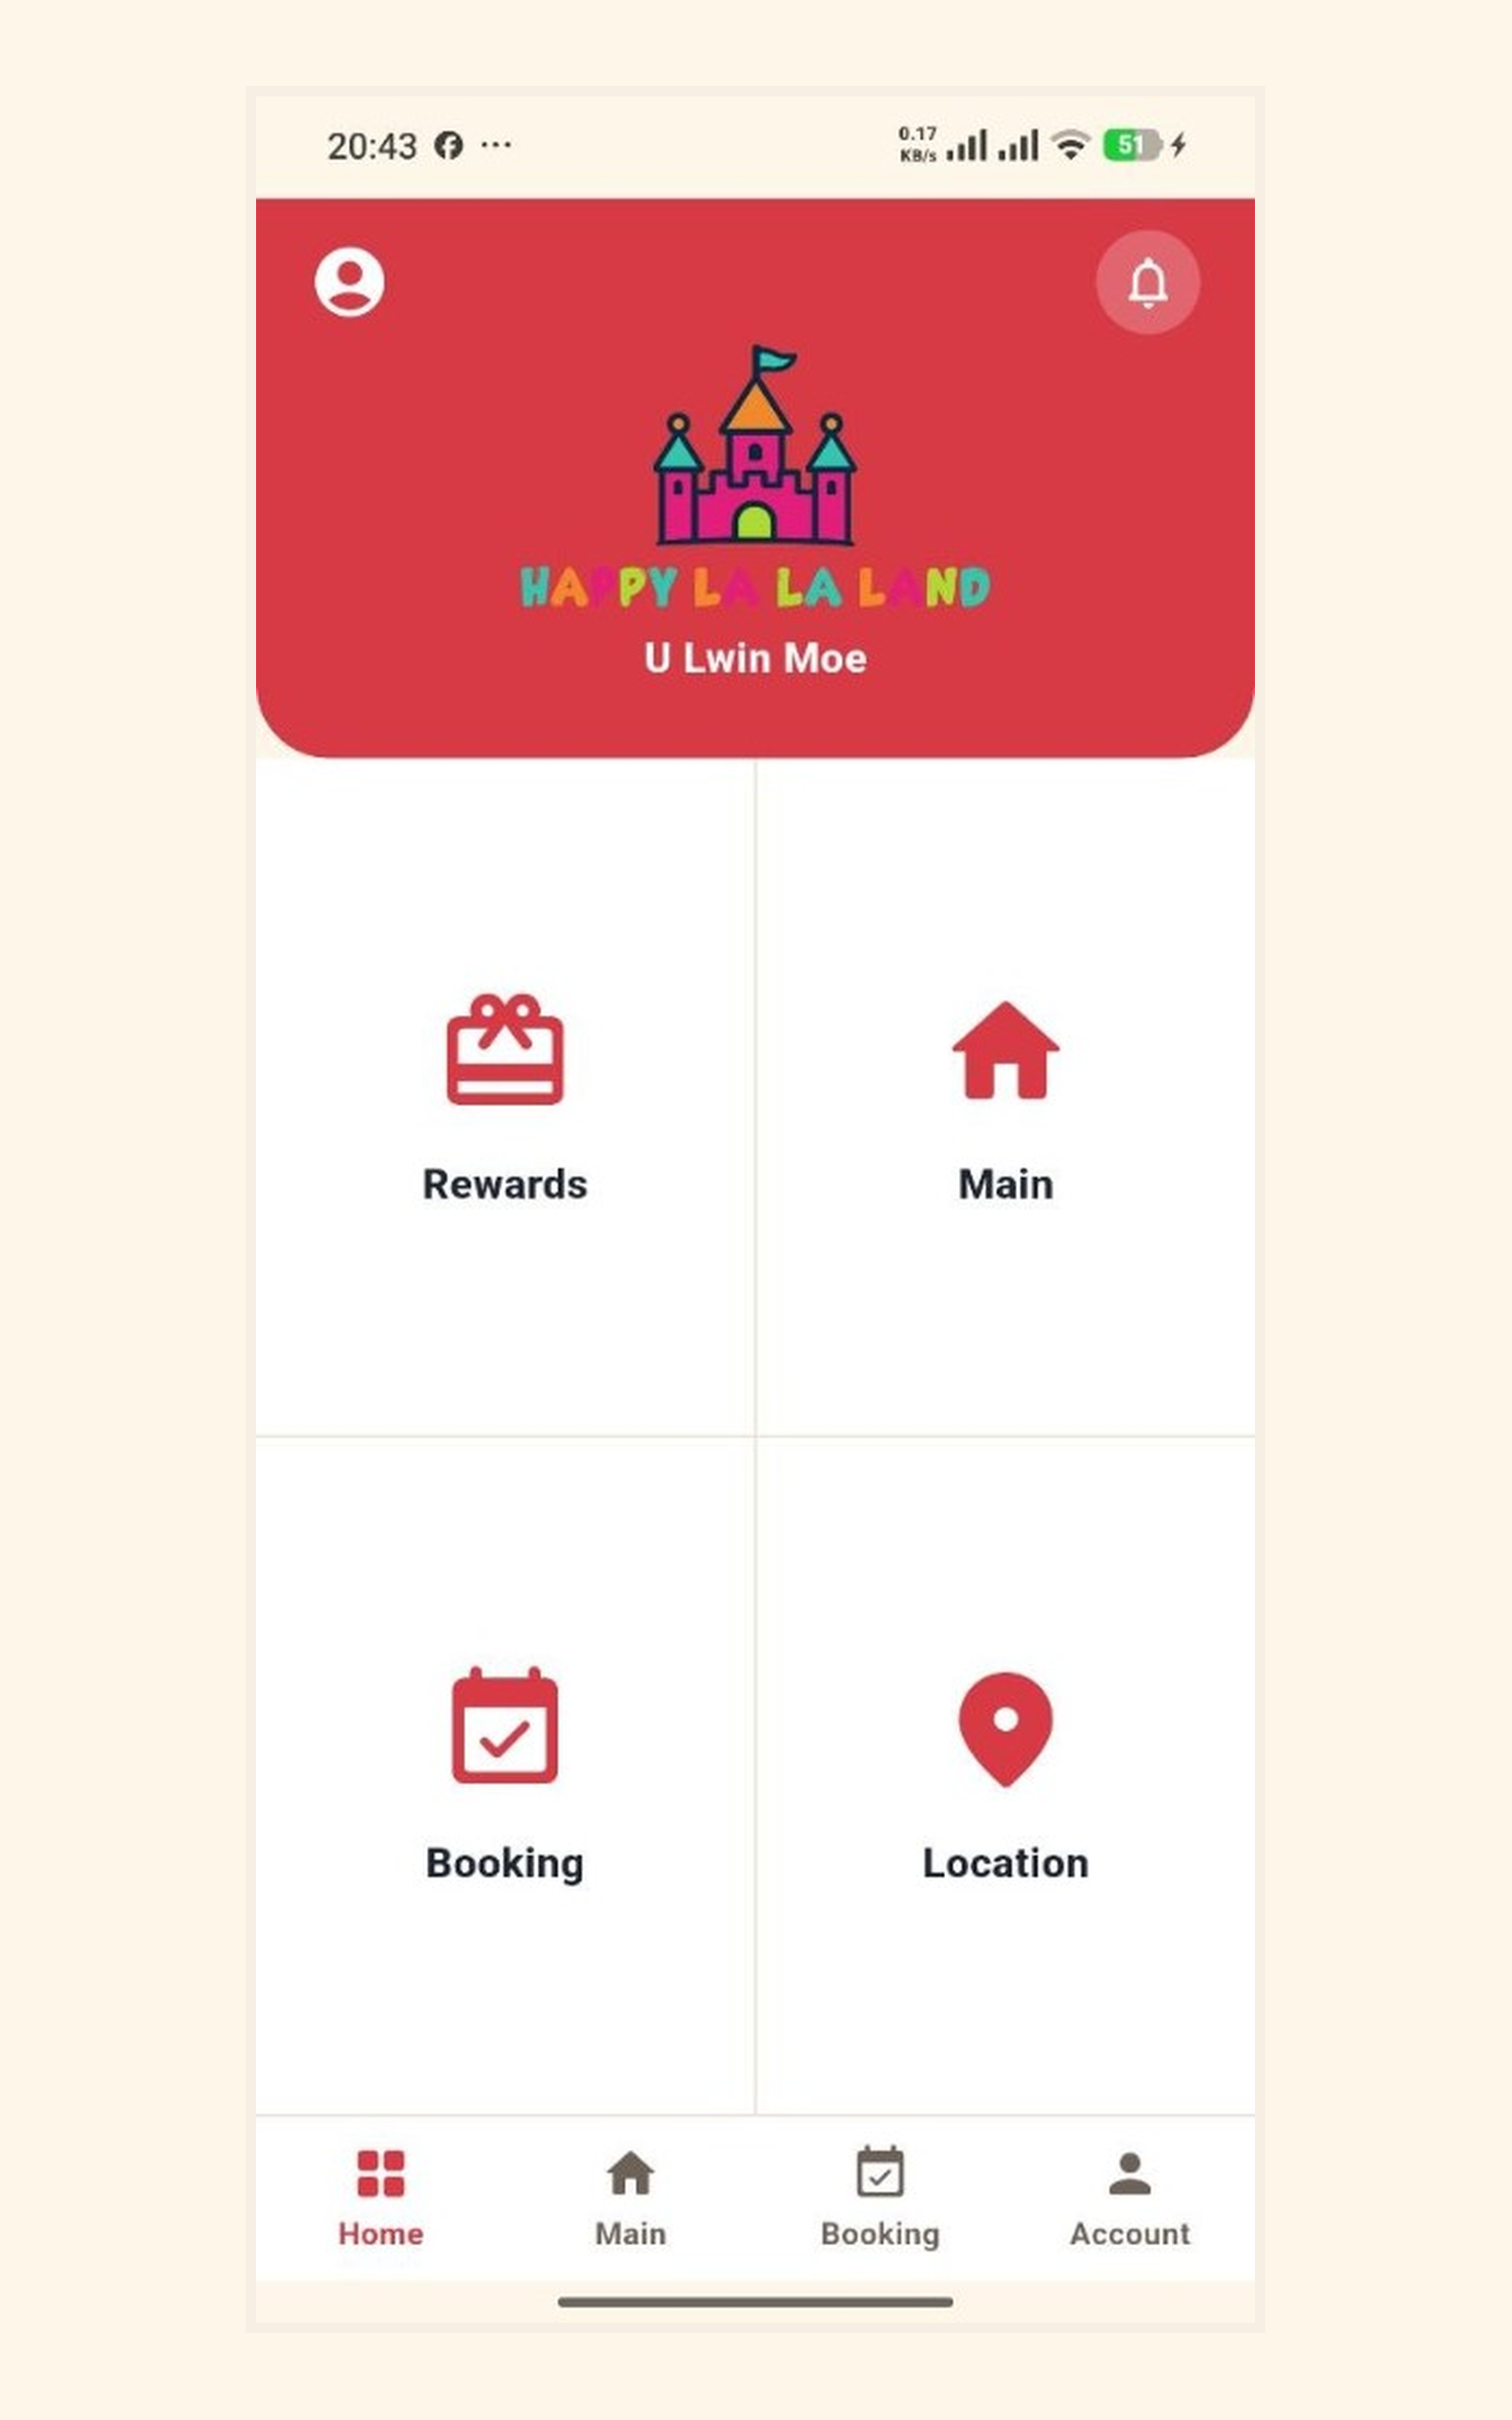 20:43
0.17
KB/s
51
HAPPY LA LA LAND
U Lwin Moe
Rewards
Main
Booking
Location
Home
Main
Booking
Account